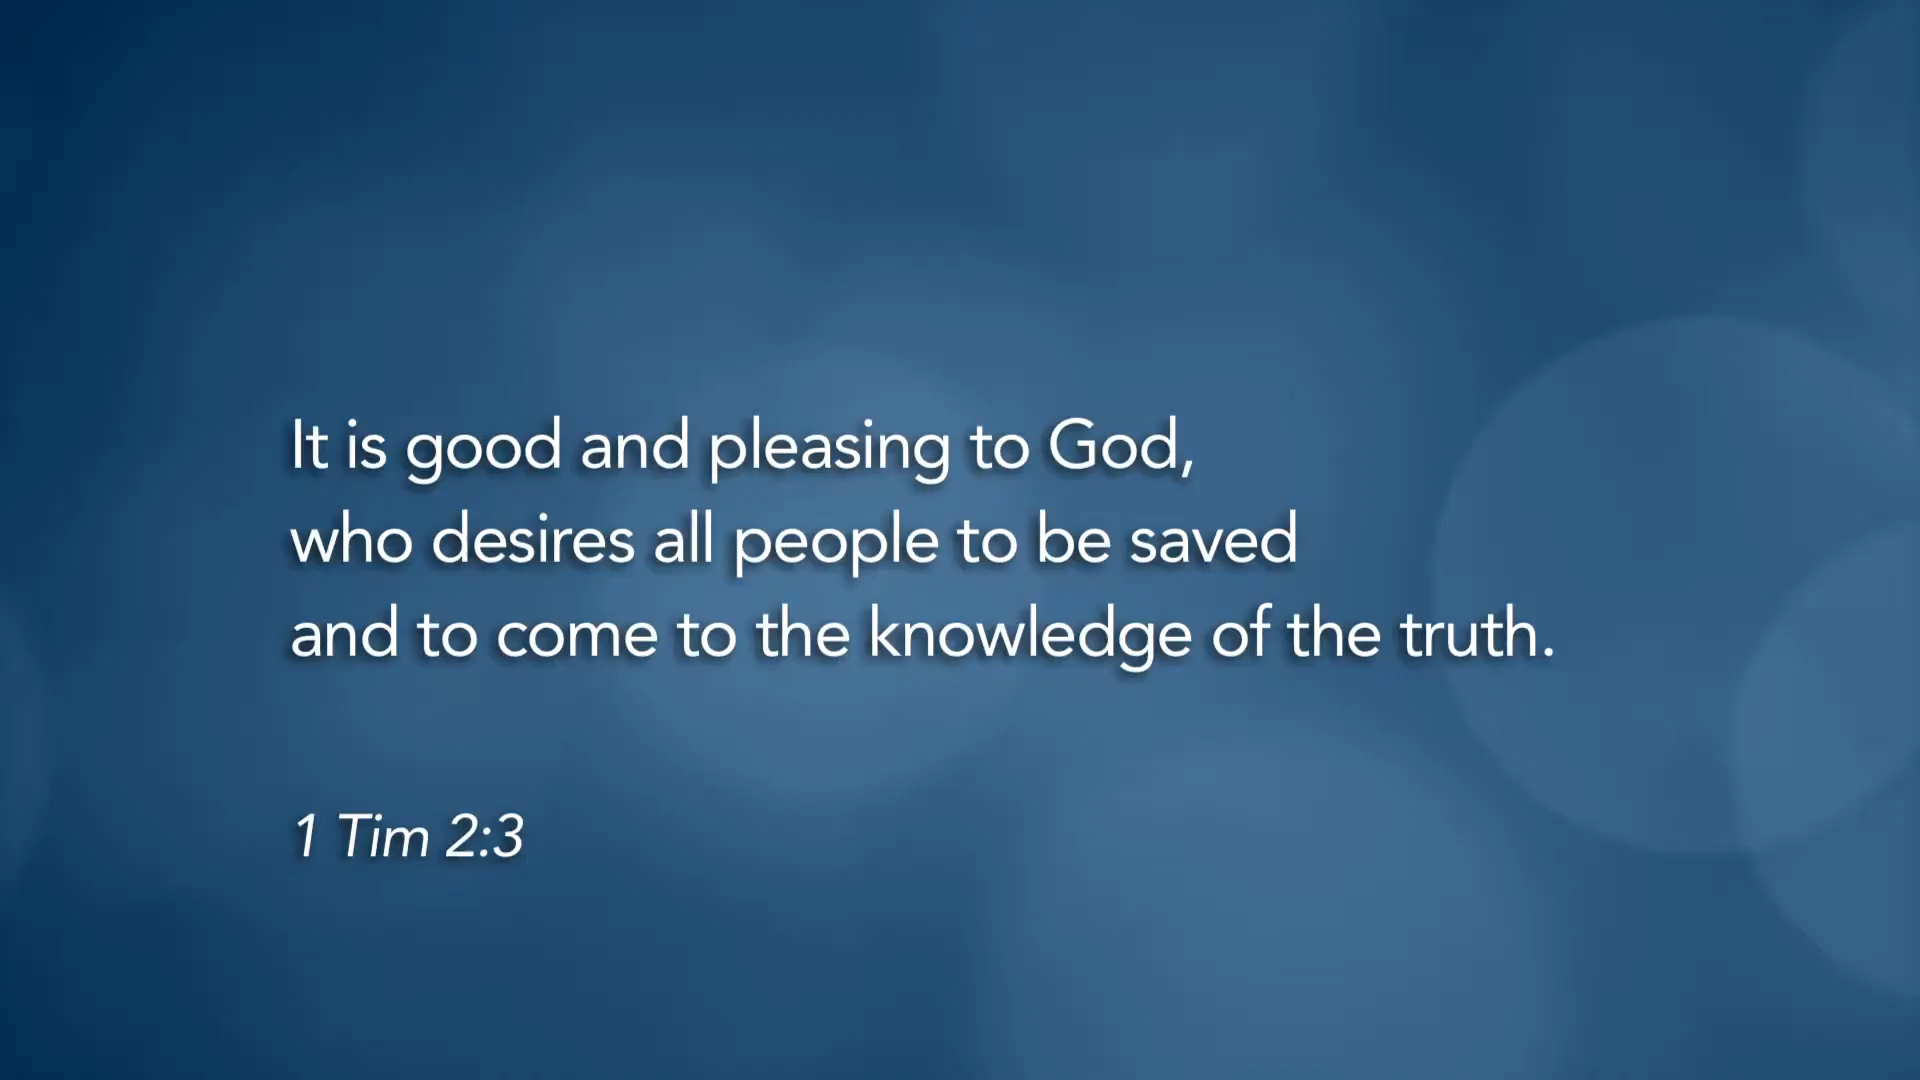 It is good and pleasing to God,
who desires all people to be saved
and to come to the knowledge of the truth.
1 Tim 2:3